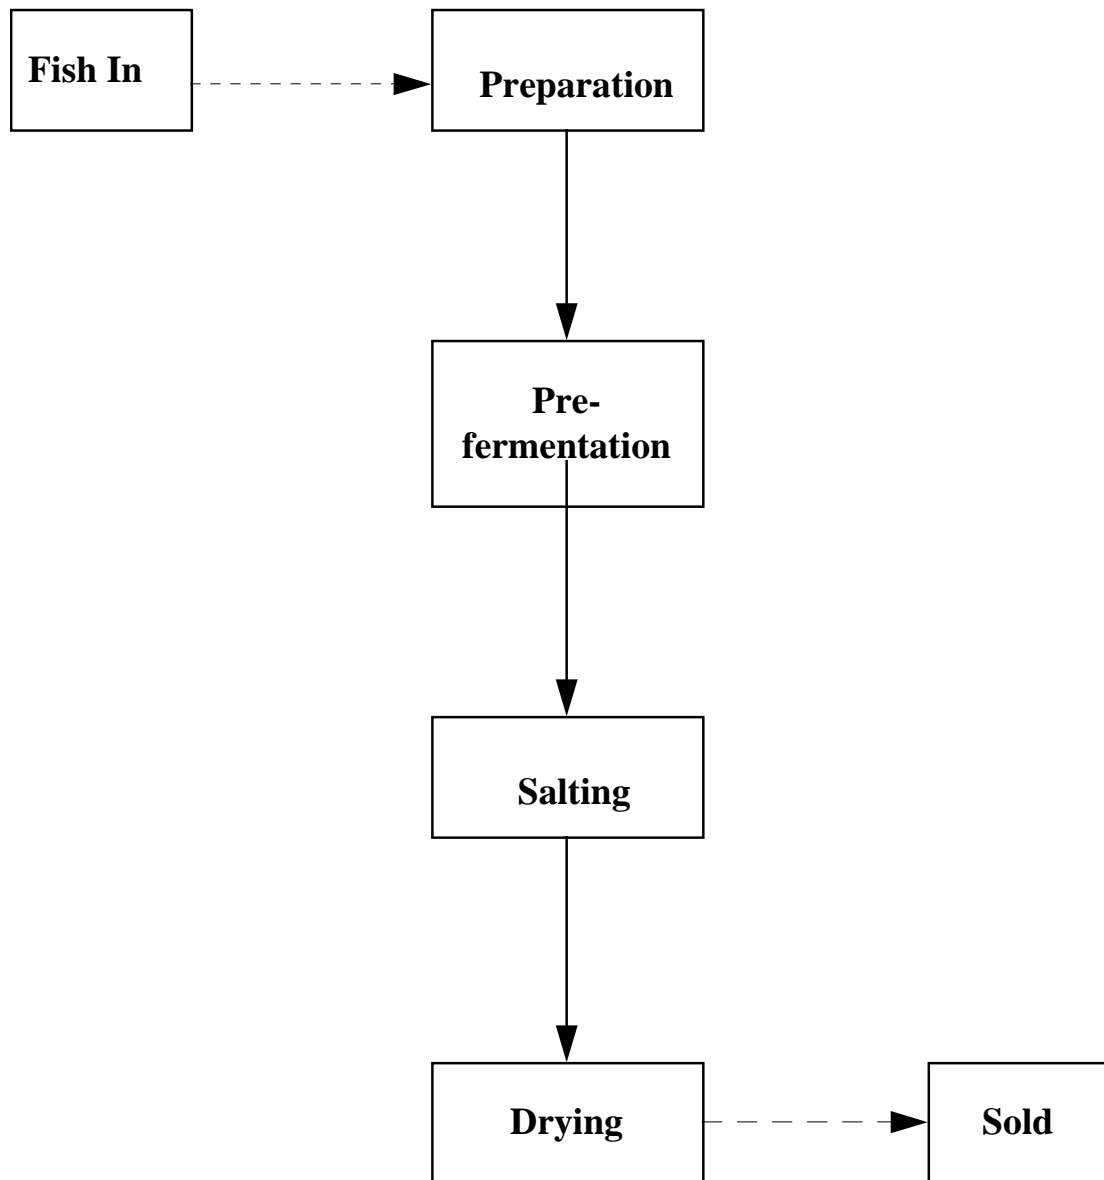 Fish In
Preparation
Pre-
fermentation
Salting
Drying
Sold